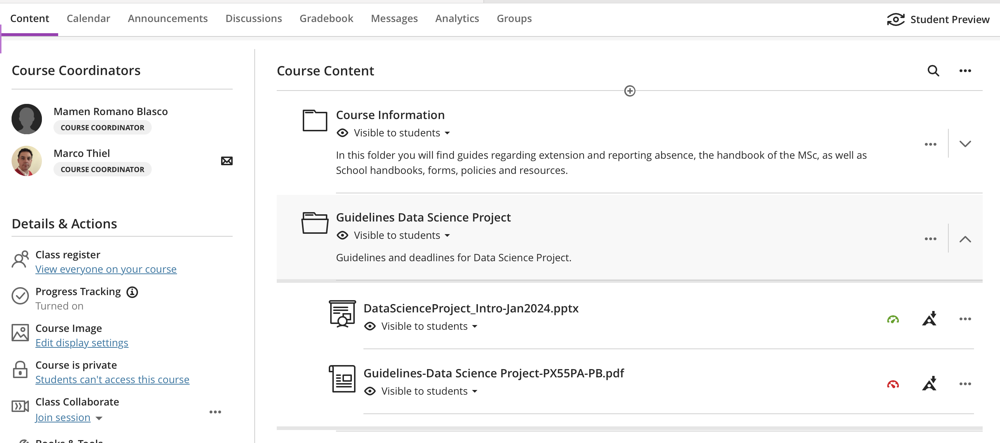 Content Calendar Announcements Discussions Gradebook Messages Analytics Groups Student Preview
Course Coordinators
Mamen Romano Blasco
COURSE COORDINATOR
Marco Thiel
COURSE COORDINATOR
Details & Actions
Class register
View everyone on your course
Progress Tracking
Turned on
Course Image
Edit display settings
Course is private
Students can't access this course
Class Collaborate
Join session
Books & Tools
Course Content
Course Information
Visible to students
In this folder you will find guides regarding extension and reporting absence, the handbook of the MSc, as well as
School handbooks, forms, policies and resources.
Guidelines Data Science Project
Visible to students
Guidelines and deadlines for Data Science Project.
DataScienceProject_Intro-Jan2024.pptx
Visible to students
Guidelines-Data Science Project-PX55PA-PB.pdf
Visible to students